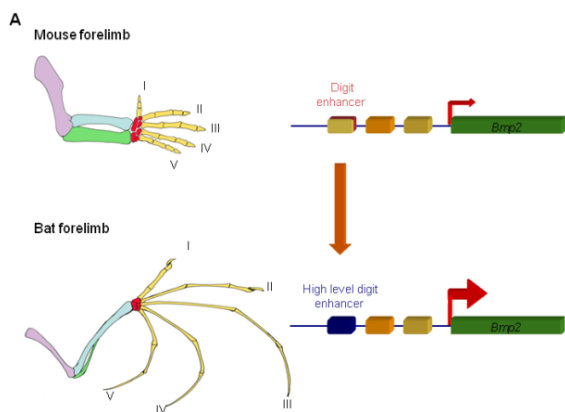 A
Mouse forelimb
I
II
III
IV
V
Digit
enhancer
Bmp2
Bat forelimb
I
II
III
IV
V
High level digit
enhancer
Bmp2